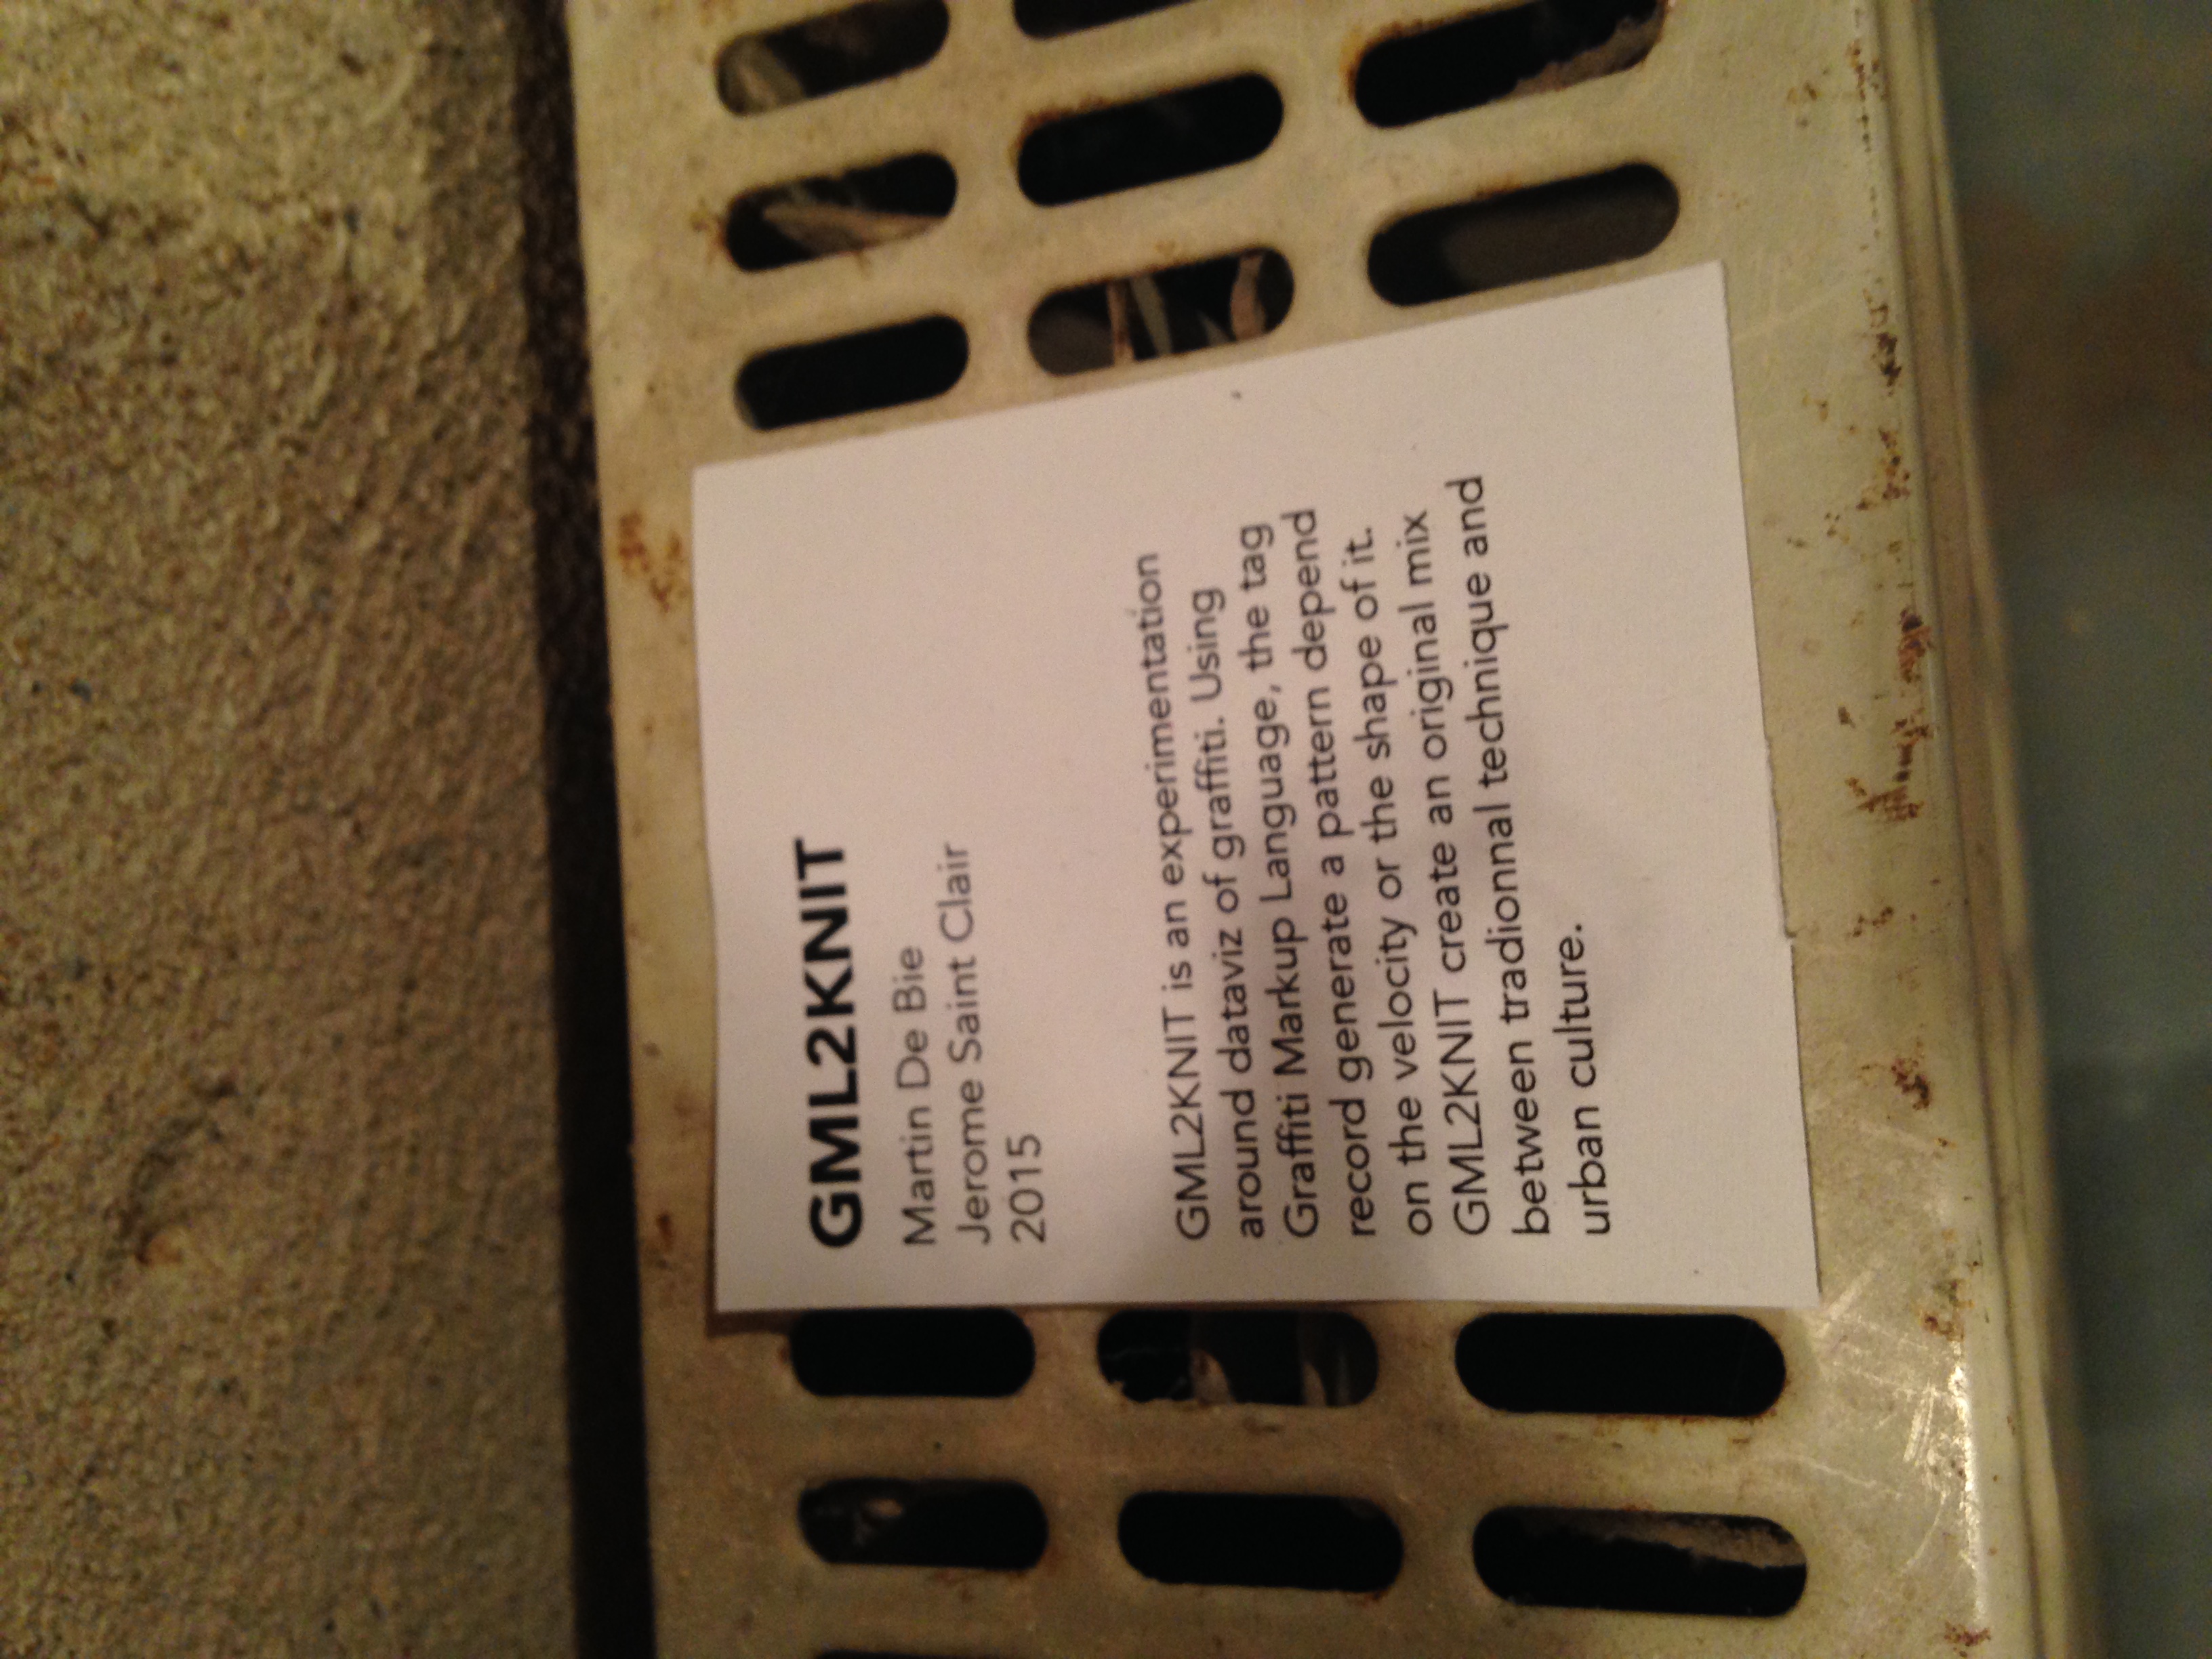 GML2KNIT
Martin De Bie
Jerome Saint Clair
2015
GML2KNIT is an experimentation
around dataviz of graffiti. Using
Graffiti Markup Language, the tag
record generate a pattern depend
on the velocity or the shape of it.
GML2KNIT create an original mix
between tradionnal technique and
urban culture.